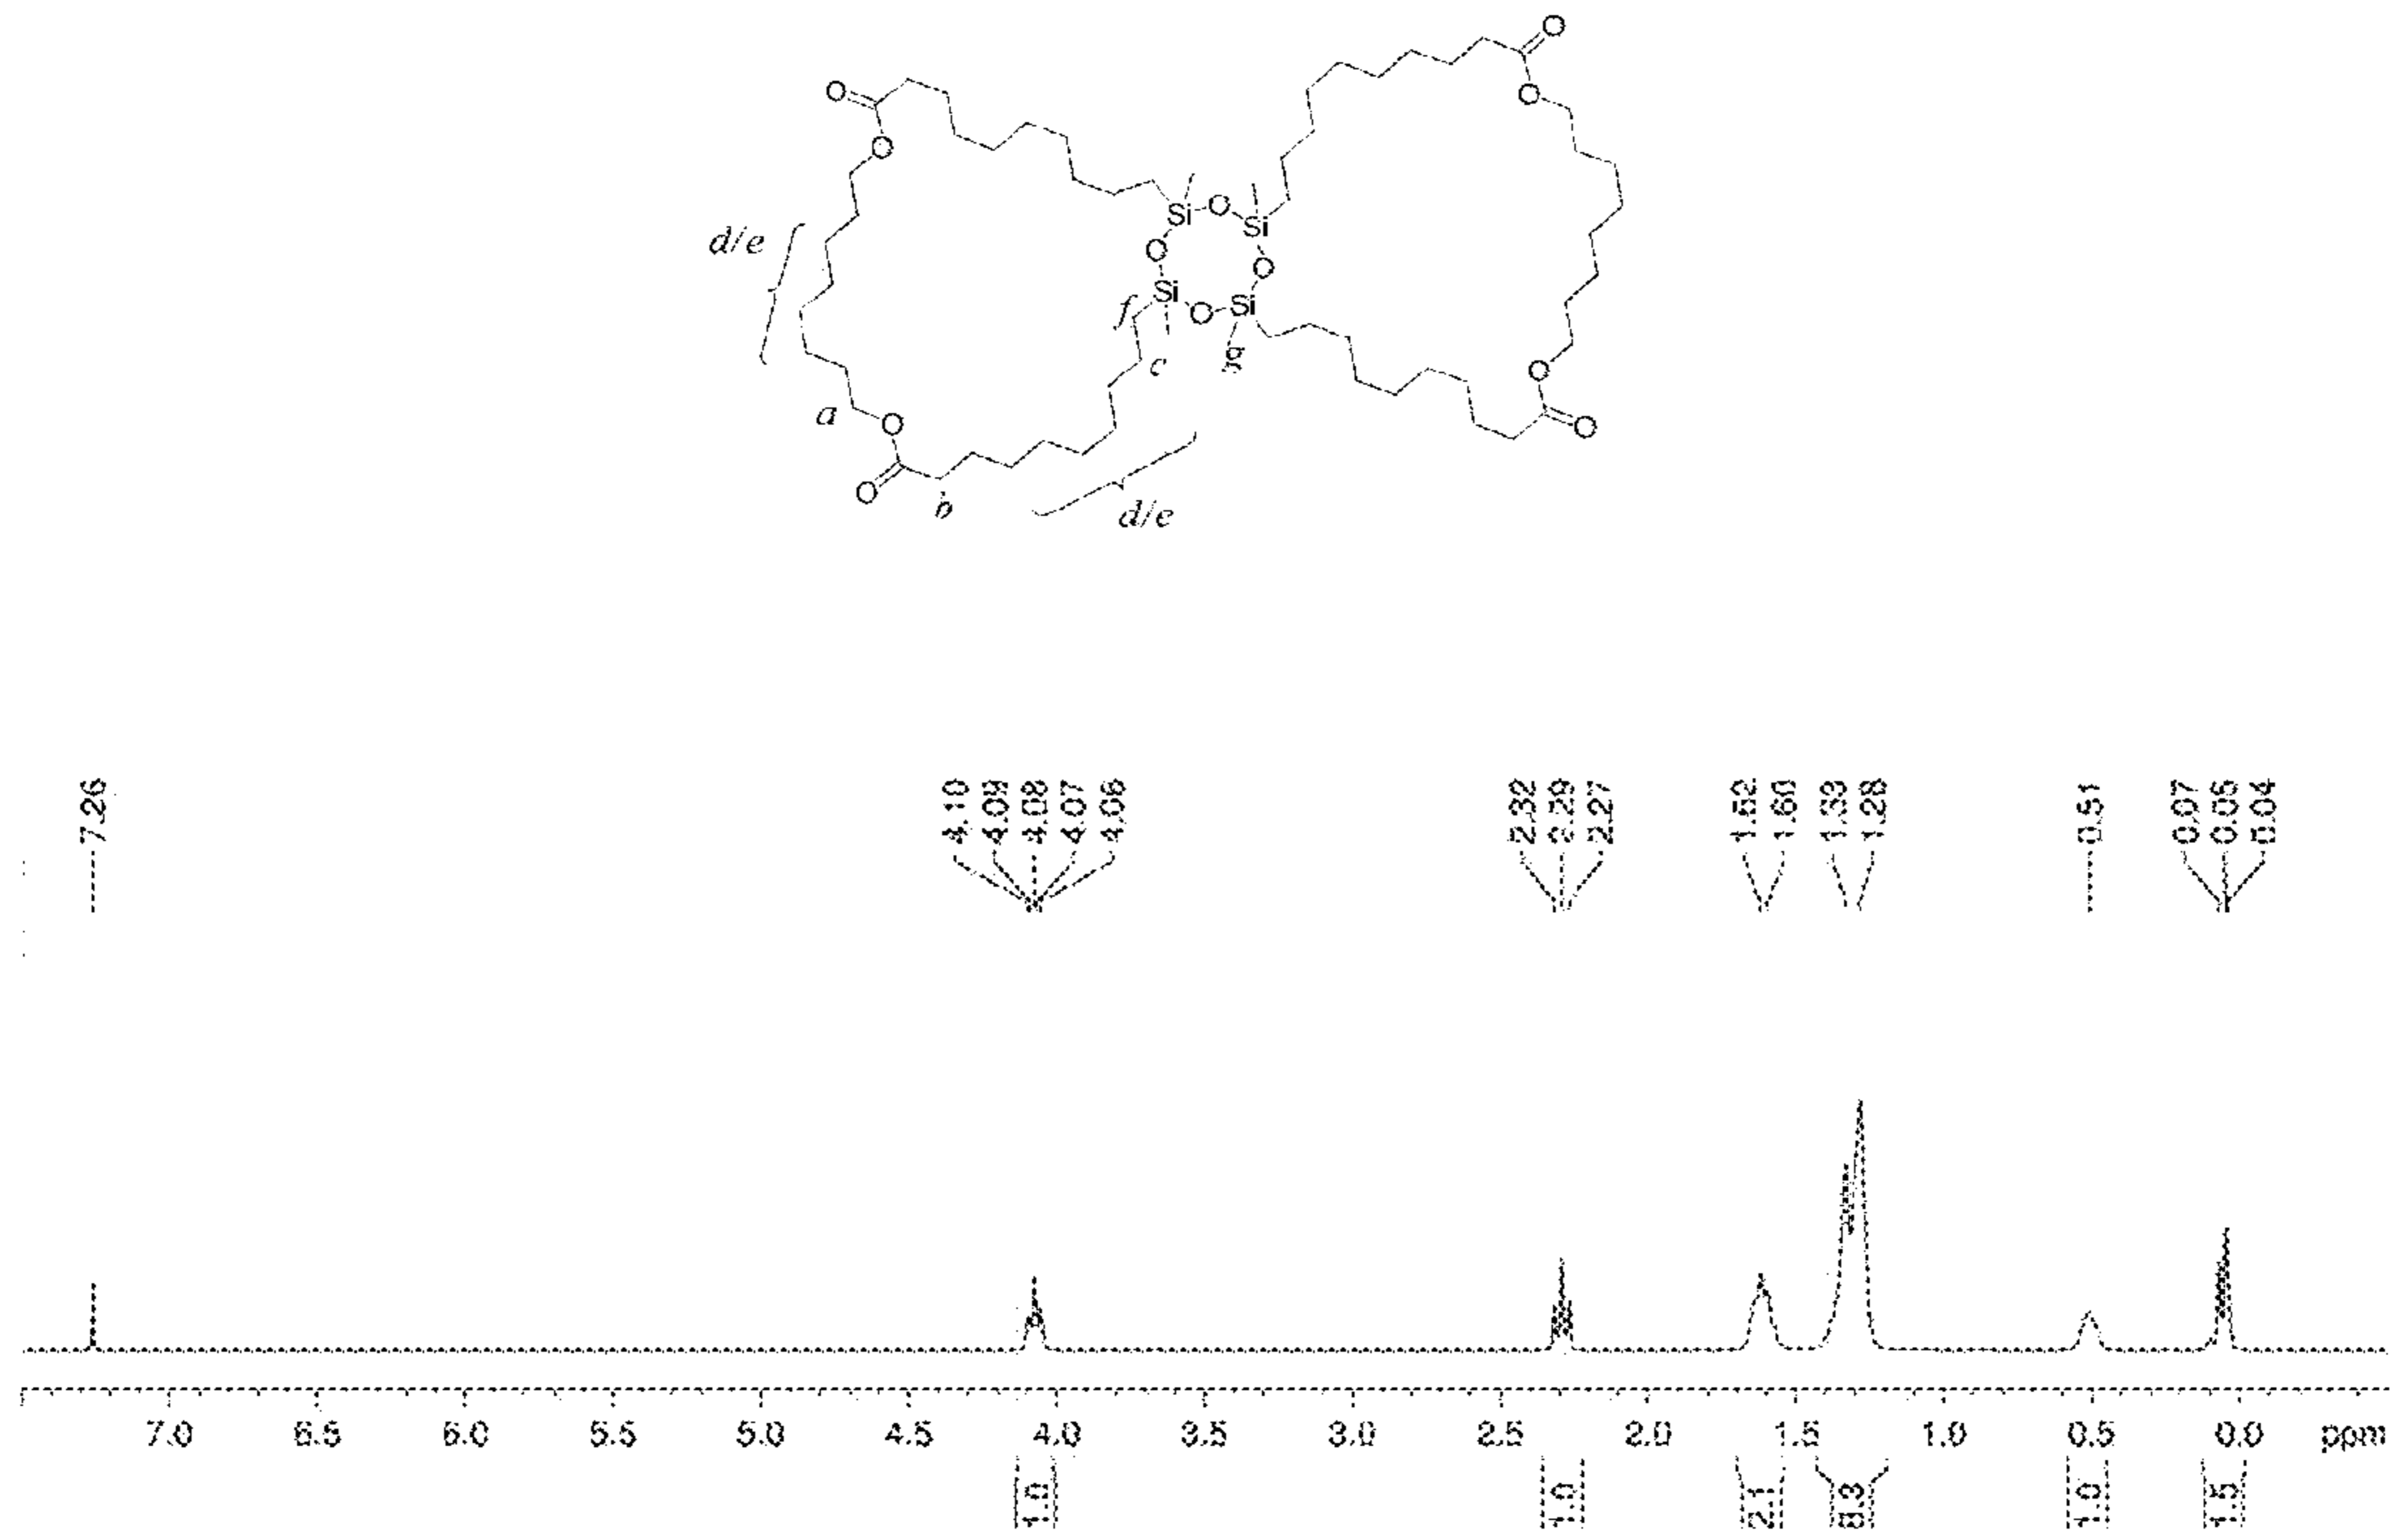 O
O
O
O
d/e
Si
O
Si
O
O
Si
O
Si
f
c
g
a
O
O
O
O
b
d/e
7.26
4.10
4.09
4.08
4.07
4.06
2.32
2.29
2.27
1.62
1.60
1.33
1.28
0.51
0.07
0.05
0.04
7.0 6.5 6.0 5.5 5.0 4.5 4.0 3.5 3.0 2.5 2.0 1.5 1.0 0.5 0.0 ppm
1.0
1.0
2.1
8.3
1.0
1.5